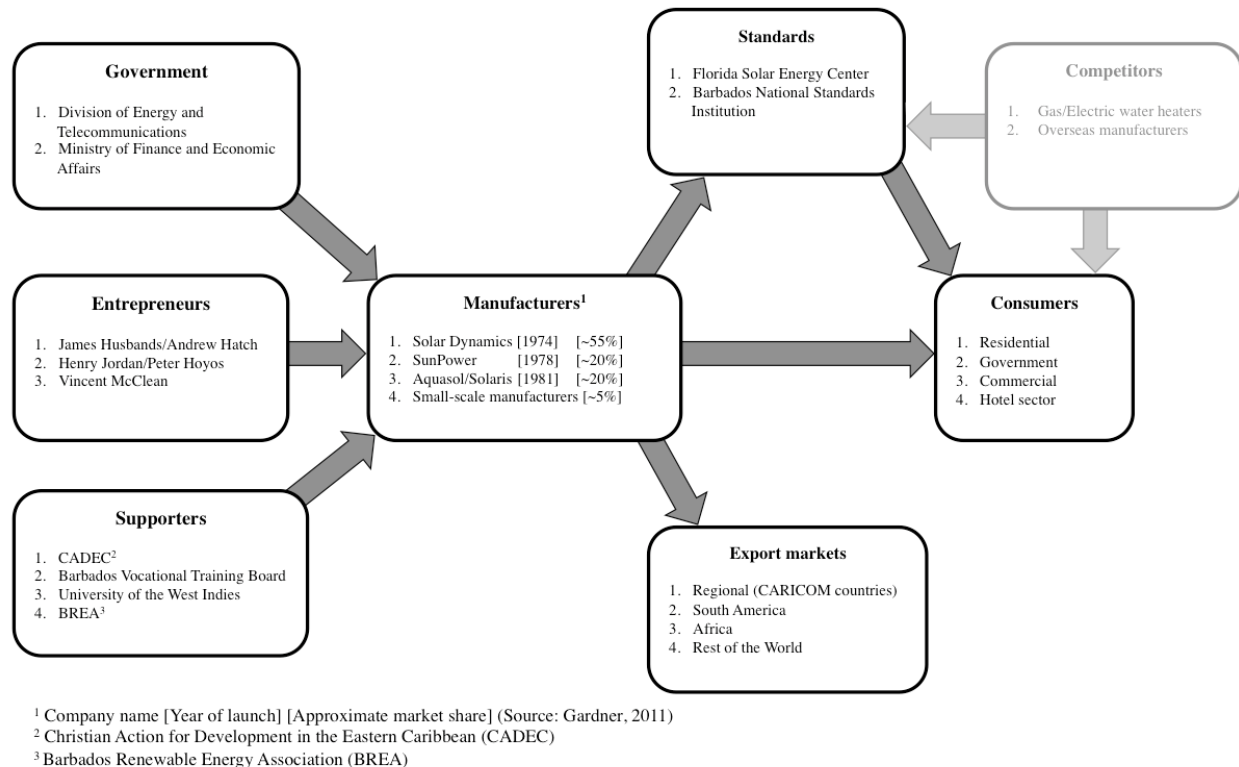 Government
1. Division of Energy and
Telecommunications
2. Ministry of Finance and Economic
Affairs
Standards
1. Florida Solar Energy Center
2. Barbados National Standards
Institution
Competitors
1. Gas/Electric water heaters
2. Overseas manufacturers
Entrepreneurs
1. James Husbands/Andrew Hatch
2. Henry Jordan/Peter Hoyos
3. Vincent McClean
Manufacturers¹
1. Solar Dynamics [1974] [~55%]
2. SunPower [1978] [~20%]
3. Aquasol/Solaris [1981] [~20%]
4. Small-scale manufacturers [~5%]
Consumers
1. Residential
2. Government
3. Commercial
4. Hotel sector
Supporters
1. CADEC²
2. Barbados Vocational Training Board
3. University of the West Indies
4. BREA³
Export markets
1. Regional (CARICOM countries)
2. South America
3. Africa
4. Rest of the World
¹ Company name [Year of launch] [Approximate market share] (Source: Gardner, 2011)
² Christian Action for Development in the Eastern Caribbean (CADEC)
³ Barbados Renewable Energy Association (BREA)